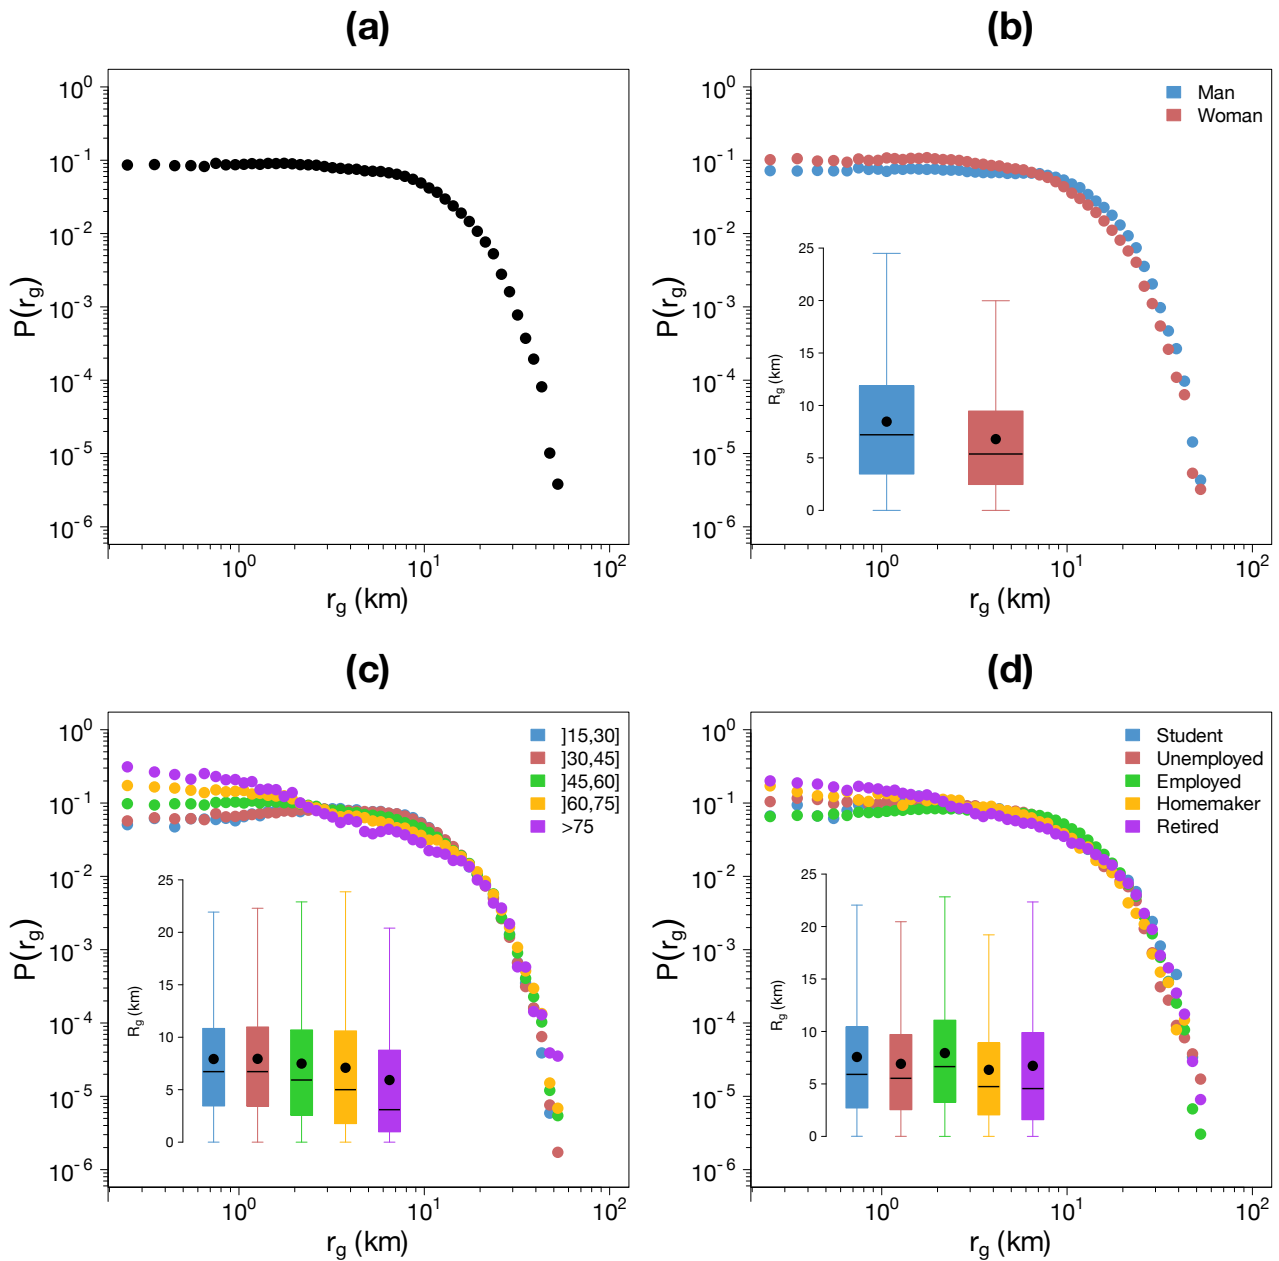 (a)
10^0
10^-1
10^-2
10^-3
10^-4
10^-5
10^-6
P(r_g)
10^0
10^1
10^2
r_g (km)
(b)
Man
Woman
10^0
10^-1
10^-2
10^-3
10^-4
10^-5
10^-6
P(r_g)
25
20
15
10
5
0
R_g (km)
10^0
10^1
10^2
r_g (km)
(c)
]15,30]
]30,45]
]45,60]
]60,75]
>75
10^0
10^-1
10^-2
10^-3
10^-4
10^-5
10^-6
P(r_g)
25
20
15
10
5
0
R_g (km)
10^0
10^1
10^2
r_g (km)
(d)
Student
Unemployed
Employed
Homemaker
Retired
10^0
10^-1
10^-2
10^-3
10^-4
10^-5
10^-6
P(r_g)
25
20
15
10
5
0
R_g (km)
10^0
10^1
10^2
r_g (km)